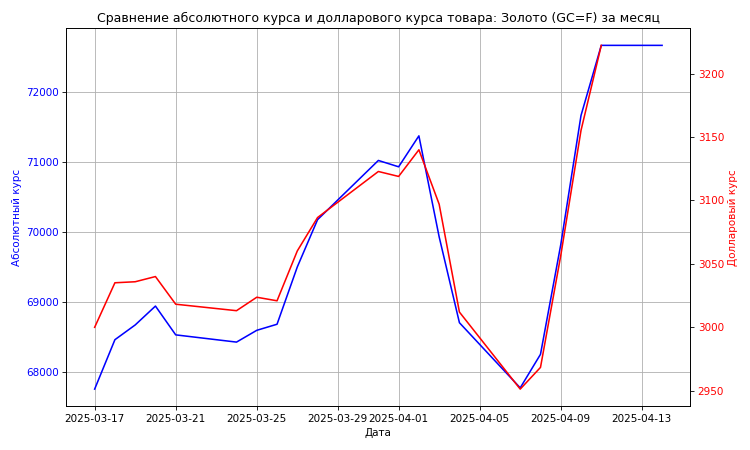 Сравнение абсолютного курса и долларового курса товара: Золото (GC=F) за месяц
Абсолютный курс
72000
71000
70000
69000
68000
3200
3150
3100
3050
3000
2950
Долларовый курс
2025-03-17 2025-03-21 2025-03-25 2025-03-29 2025-04-01 2025-04-05 2025-04-09 2025-04-13
Дата